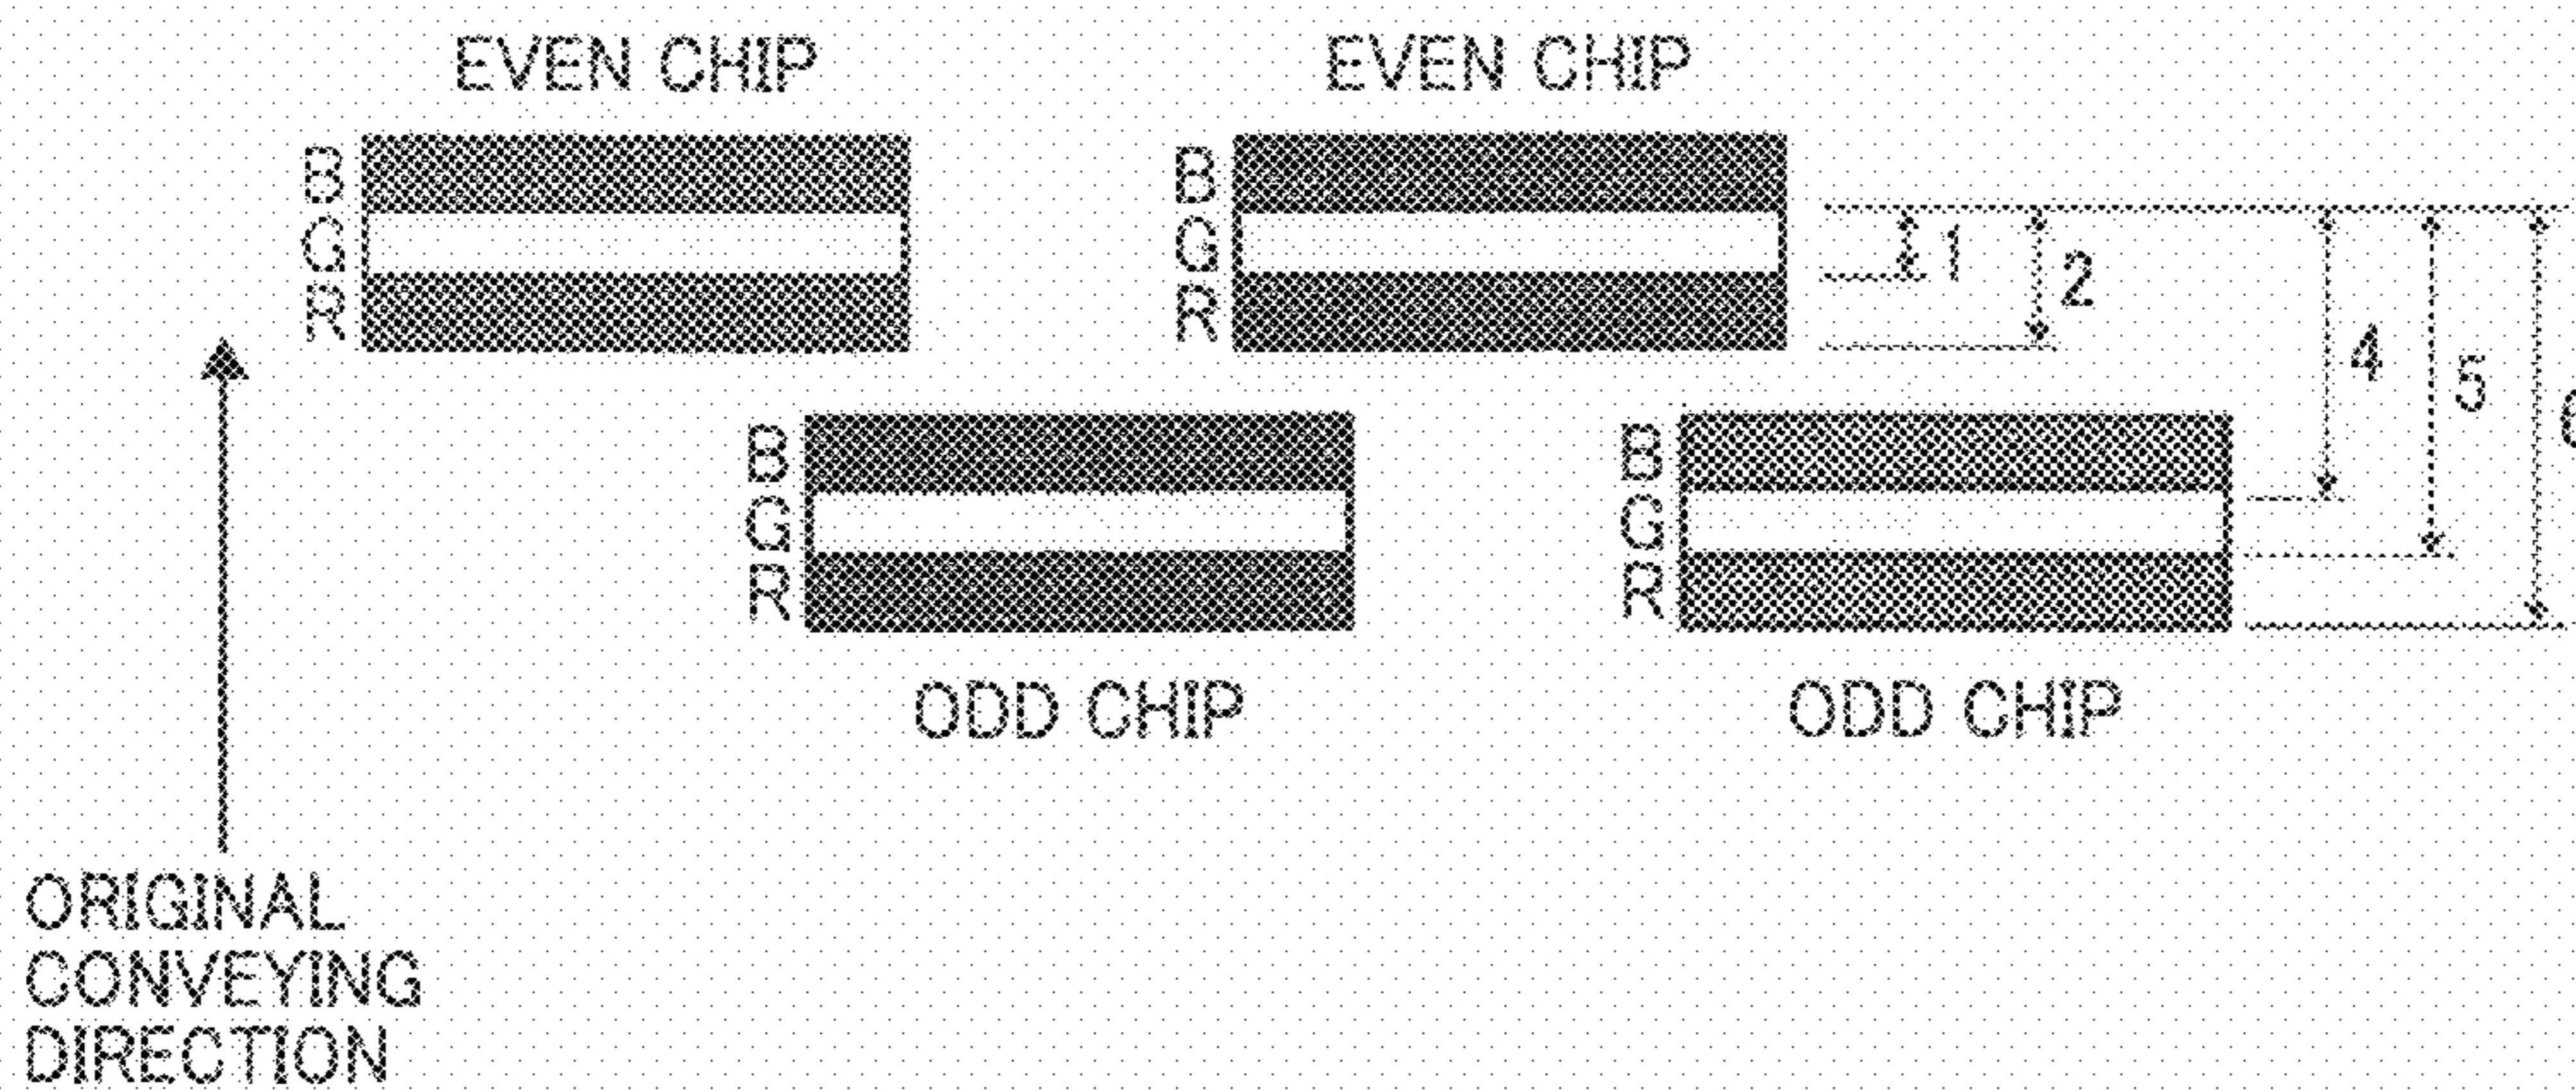 EVEN CHIP EVEN CHIP
B B
G G 1
R R 2
4
5
B B
G G
R R
ODD CHIP ODD CHIP
ORIGINAL
CONVEYING
DIRECTION